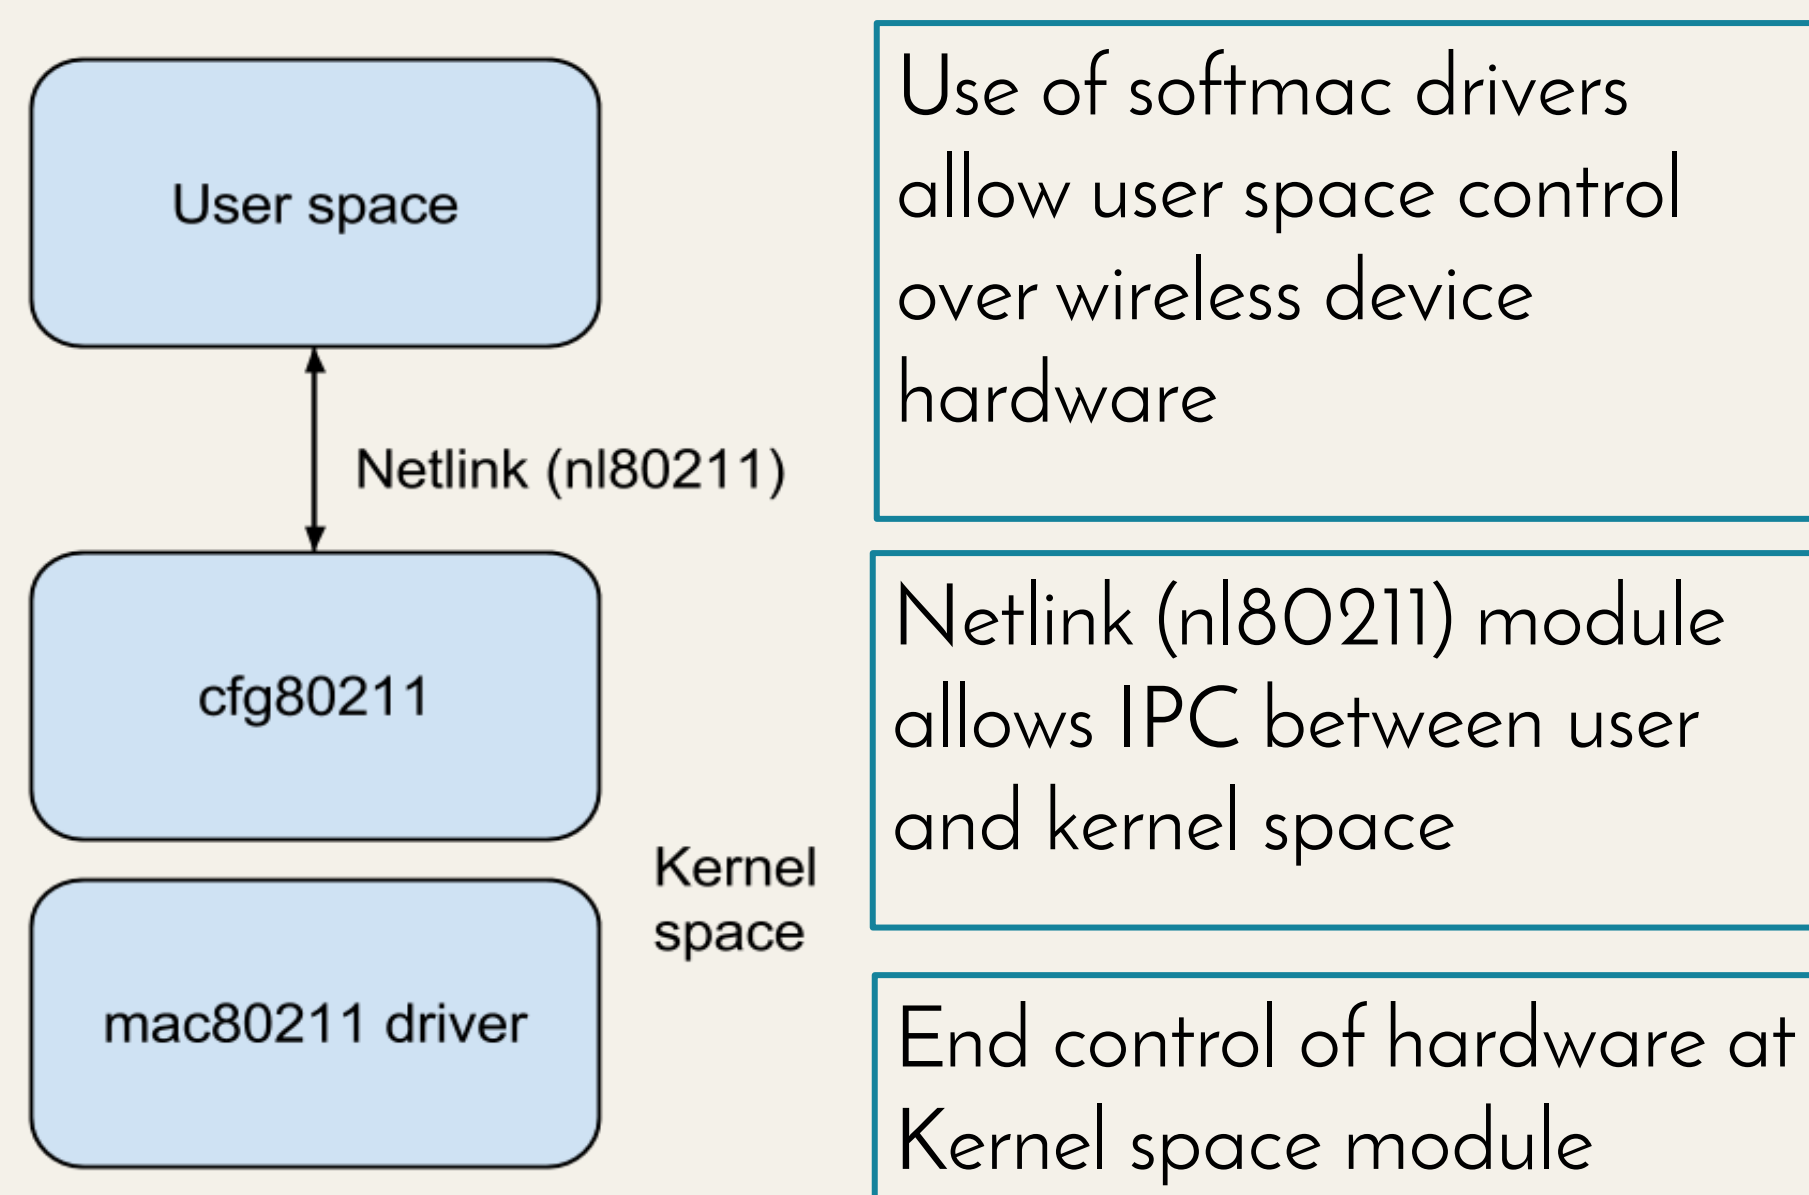 User space
Netlink (nl80211)
cfg80211
Kernel
space
mac80211 driver
Use of softmac drivers
allow user space control
over wireless device
hardware
Netlink (nl80211) module
allows IPC between user
and kernel space
End control of hardware at
Kernel space module